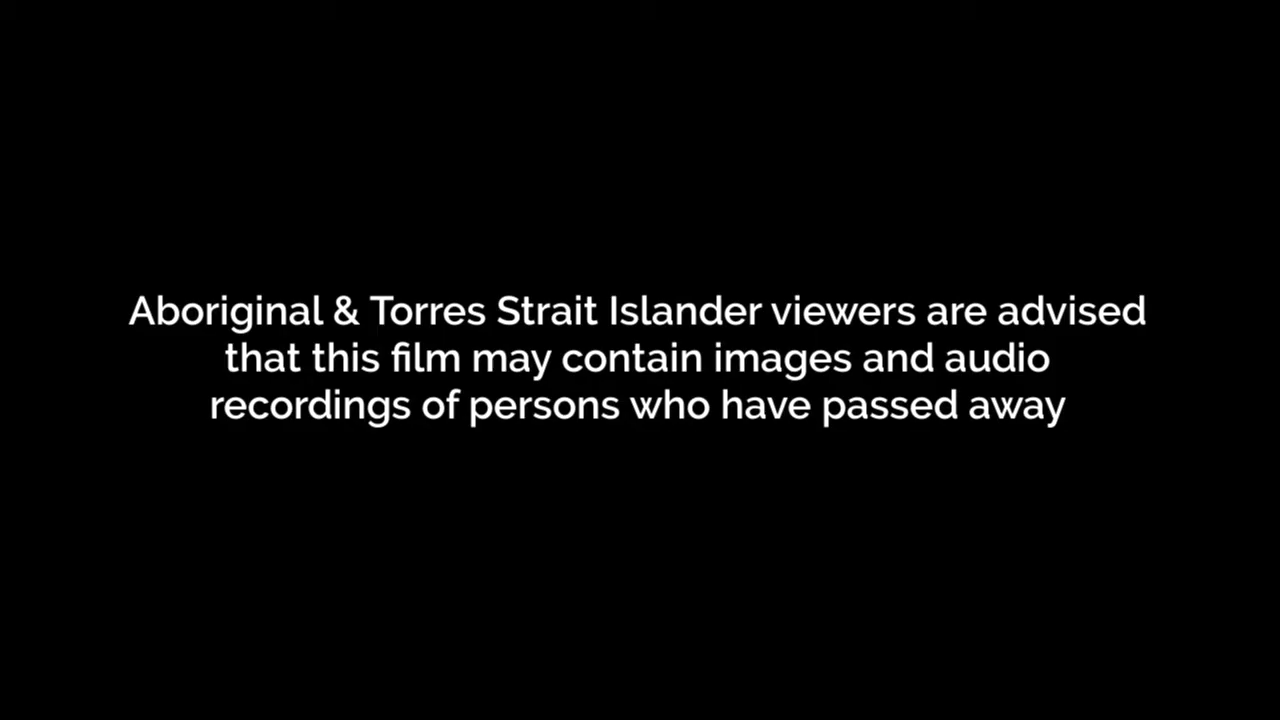 Aboriginal & Torres Strait Islander viewers are advised
that this film may contain images and audio
recordings of persons who have passed away